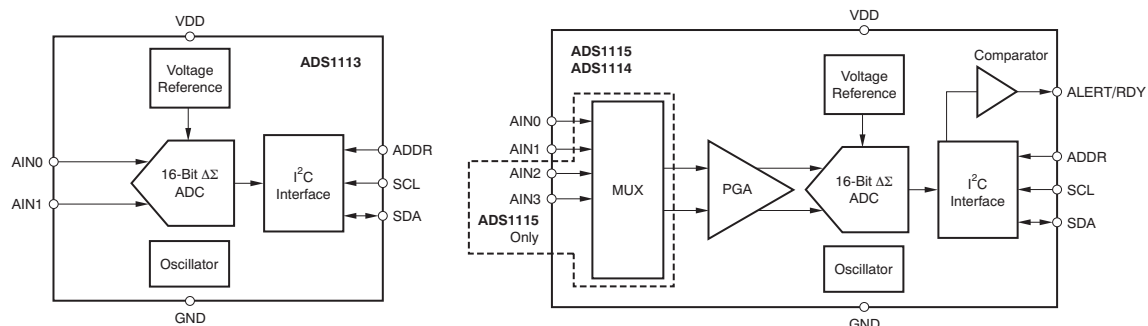 VDD
ADS1113
Voltage
Reference
AIN0
AIN1
16-Bit ΔΣ
ADC
I²C
Interface
ADDR
SCL
SDA
Oscillator
GND
VDD
ADS1115
ADS1114
Comparator
Voltage
Reference
ALERT/RDY
AIN0
AIN1
AIN2
AIN3
ADS1115
Only
MUX
PGA
16-Bit ΔΣ
ADC
I²C
Interface
ADDR
SCL
SDA
Oscillator
GND